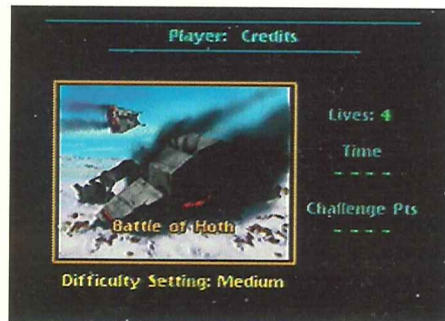 Player: Credits
Lives: 4
Time
- - - -
Challenge Pts
- - - -
Battle of Hoth
Difficulty Setting: Medium